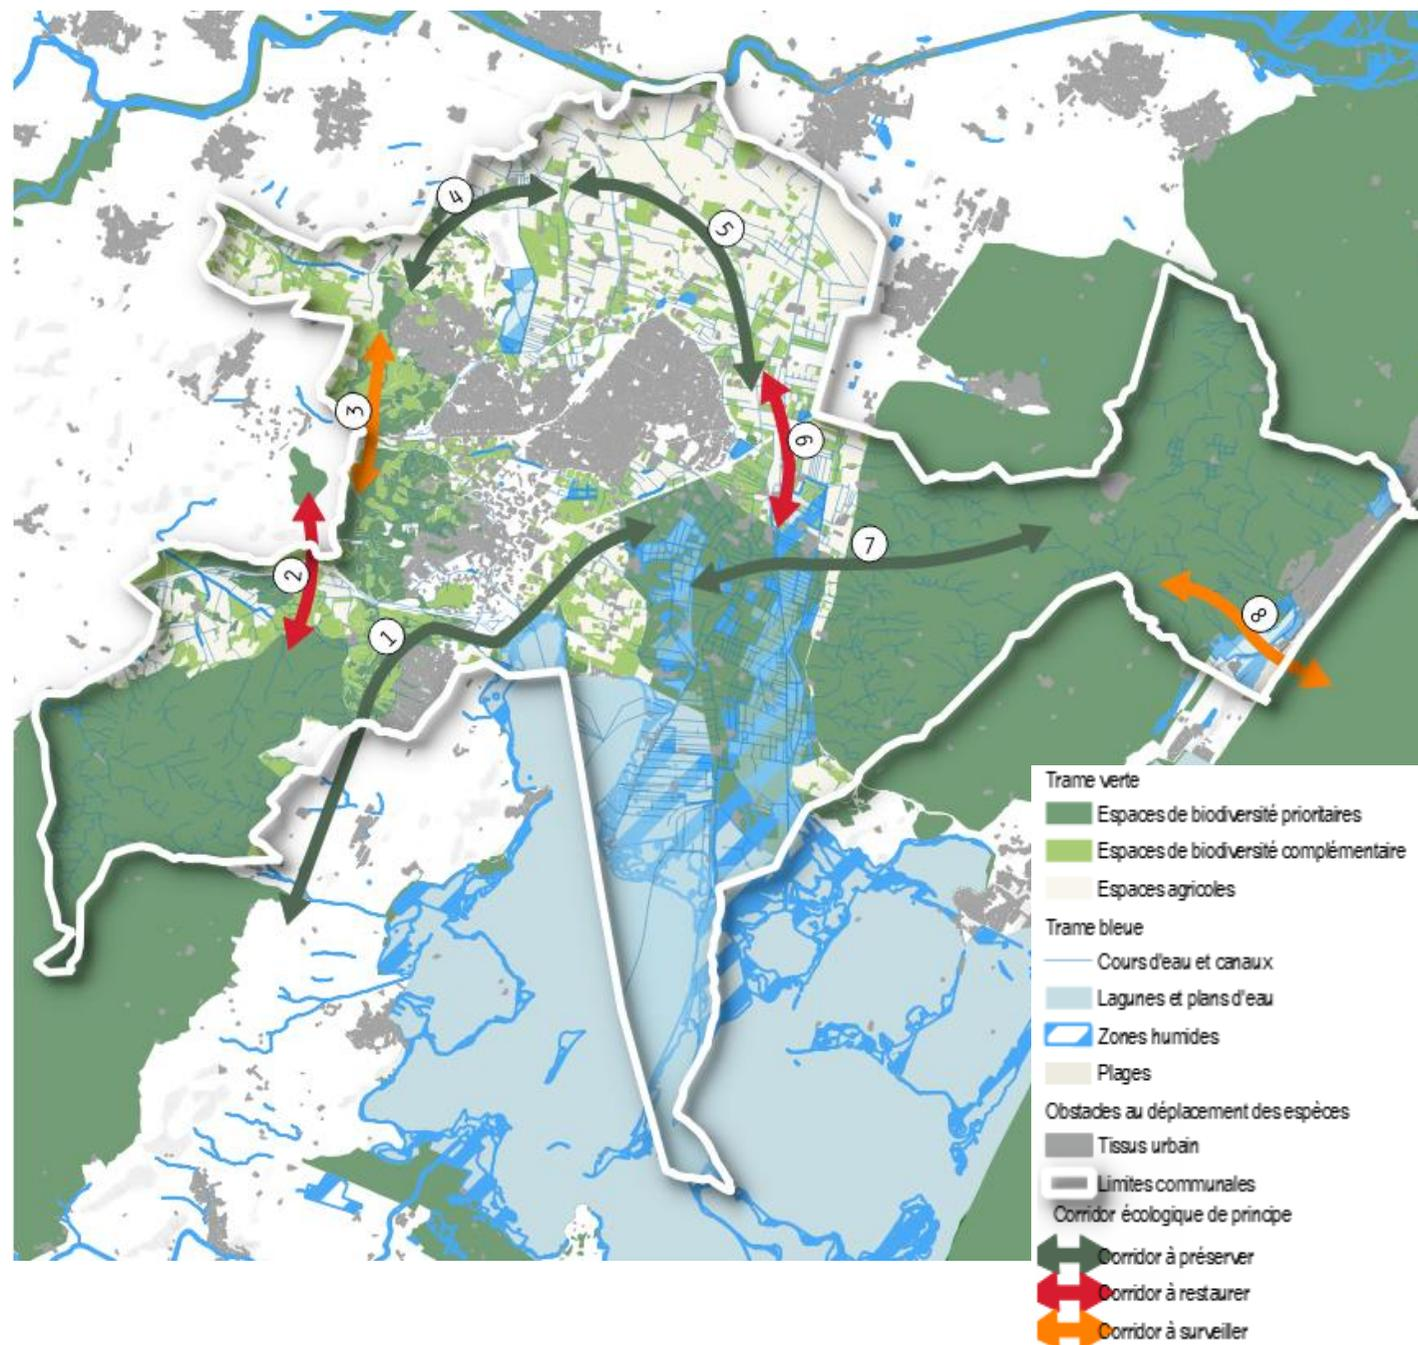 4
5
3
6
2
7
1
8
Trame verte
Espaces de biodiversité prioritaires
Espaces de biodiversité complémentaire
Espaces agricoles
Trame bleue
Cours d'eau et canaux
Lagunes et plans d'eau
Zones humides
Plages
Obstacles au déplacement des espèces
Tissus urbain
Limites communales
Corridor écologique de principe
Corridor à préserver
Corridor à restaurer
Corridor à surveiller